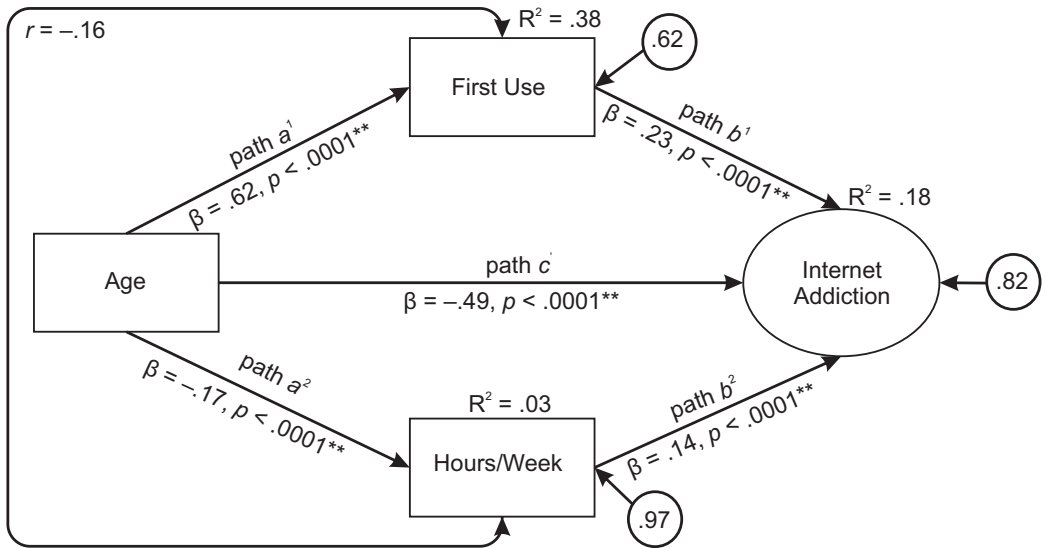 r = –.16
R² = .38
.62
First Use
path a¹
β = .62, p < .0001**
path b¹
β = .23, p < .0001**
R² = .18
Age
path c'
β = –.49, p < .0001**
Internet
Addiction
.82
path a²
β = –.17, p < .0001**
R² = .03
Hours/Week
path b²
β = .14, p < .0001**
.97